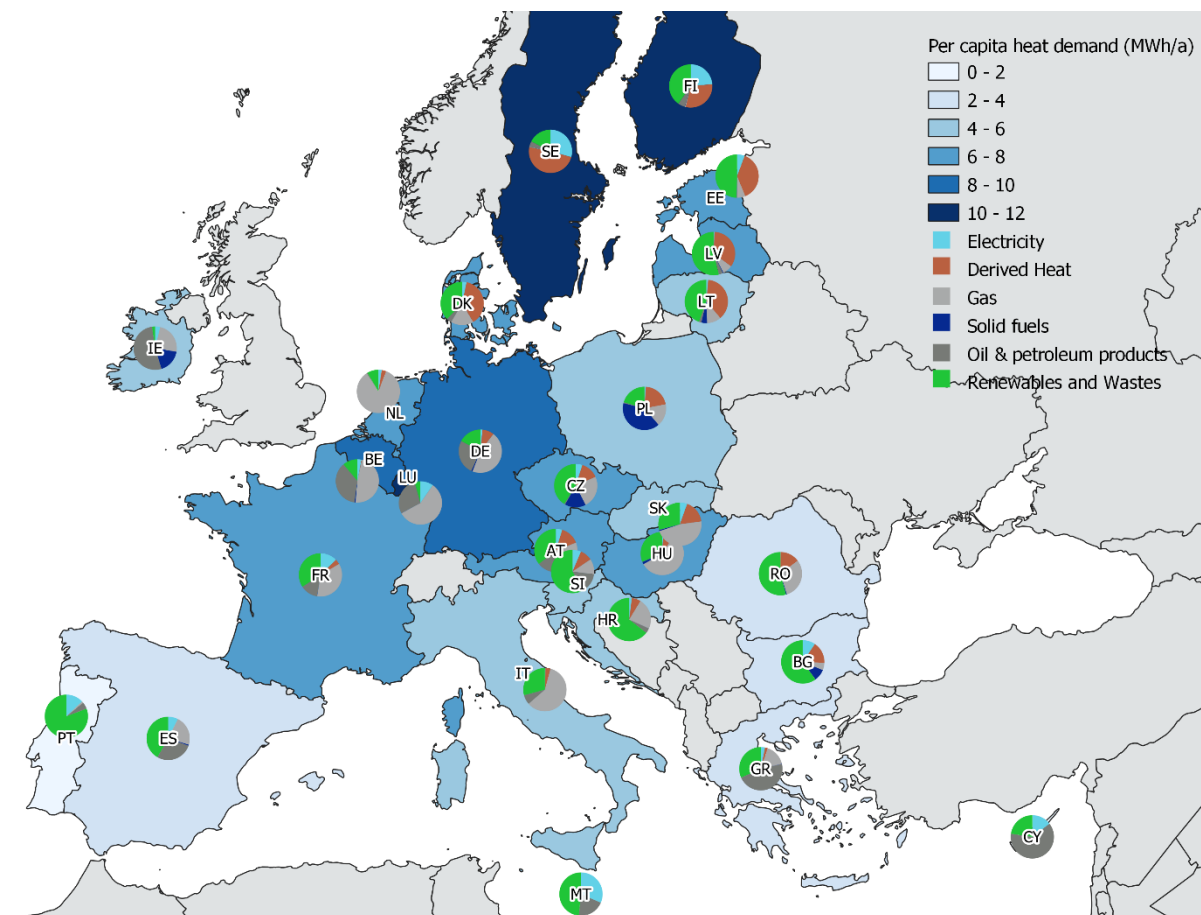 Per capita heat demand (MWh/a)
0 - 2
2 - 4
4 - 6
6 - 8
8 - 10
10 - 12
Electricity
Derived Heat
Gas
Solid fuels
Oil & petroleum products
Renewables and Wastes
FI
SE
EE
LV
LT
DK
IE
NL
PL
DE
BE
LU
CZ
SK
AT
HU
SI
FR
RO
HR
BG
IT
PT
ES
GR
CY
MT